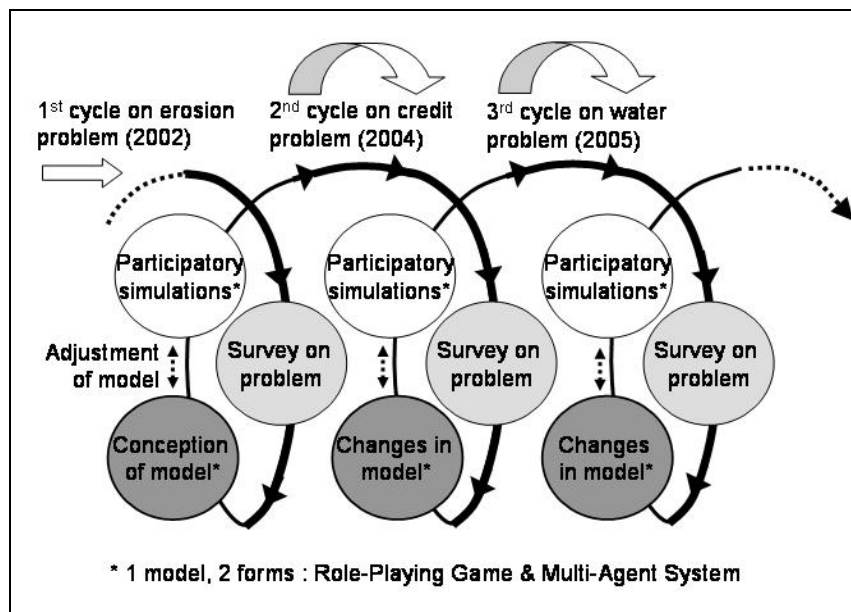 1st cycle on erosion
problem (2002)
2nd cycle on credit
problem (2004)
3rd cycle on water
problem (2005)
Participatory
simulations*
Participatory
simulations*
Participatory
simulations*
Adjustment
of model
Survey on
problem
Survey on
problem
Survey on
problem
Conception
of model*
Changes in
model*
Changes
in model*
* 1 model, 2 forms : Role-Playing Game & Multi-Agent System